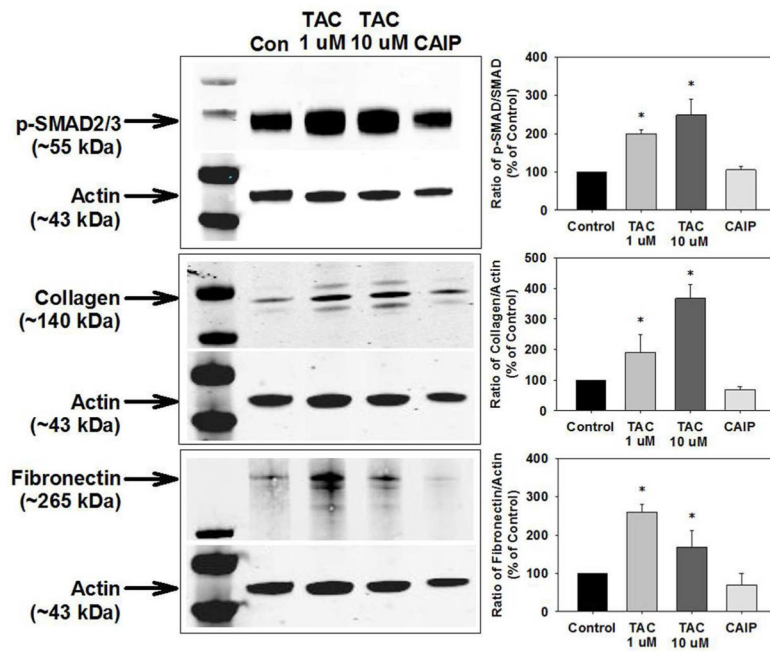 Con
TAC
1 uM
TAC
10 uM
CAIP
p-SMAD2/3
(~55 kDa)
Actin
(~43 kDa)
Collagen
(~140 kDa)
Actin
(~43 kDa)
Fibronectin
(~265 kDa)
Actin
(~43 kDa)
Ratio of p-SMAD/SMAD
(% of Control)
400
300
200
100
0
*
*
Control
TAC
1 uM
TAC
10 uM
CAIP
Ratio of Collagen/Actin
(% of Control)
500
400
300
200
100
0
*
*
Control
TAC
1 uM
TAC
10 uM
CAIP
Ratio of Fibronectin/Actin
(% of Control)
400
300
200
100
0
*
*
Control
TAC
1 uM
TAC
10 uM
CAIP